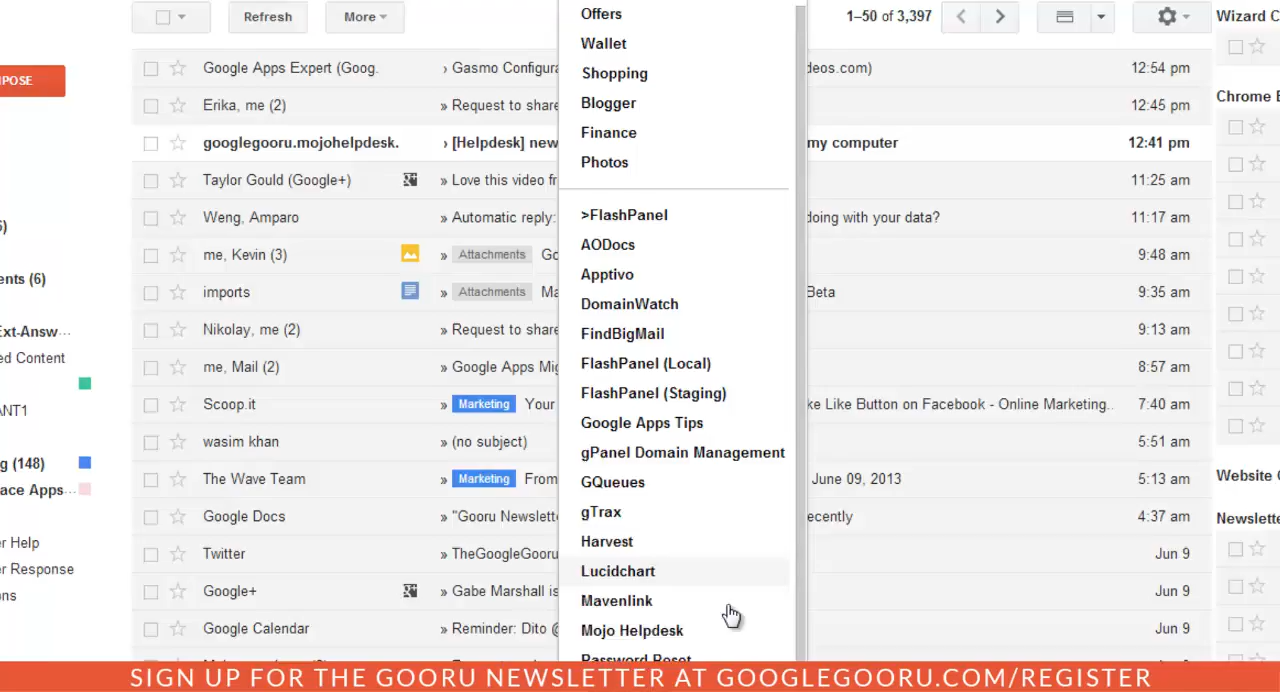 Refresh
More
1–50 of 3,397
Wizard C
Offers
Wallet
Shopping
Blogger
Finance
Photos
>FlashPanel
AODocs
Apptivo
DomainWatch
FindBigMail
FlashPanel (Local)
FlashPanel (Staging)
Google Apps Tips
gPanel Domain Management
GQueues
gTrax
Harvest
Lucidchart
Mavenlink
Mojo Helpdesk
Password Reset
POSE
6)
ents (6)
Ext-Answ...
ed Content
ANT1
g (148)
ace Apps...
er Help
er Response
ns
Google Apps Expert (Goog. › Gasmo Configura deos.com) 12:54 pm
Erika, me (2) » Request to share 12:45 pm
googlegooru.mojohelpdesk. › [Helpdesk] new my computer 12:41 pm
Taylor Gould (Google+) » Love this video fr 11:25 am
Weng, Amparo » Automatic reply: doing with your data? 11:17 am
me, Kevin (3) » Attachments Go 9:48 am
imports » Attachments Ma Beta 9:35 am
Nikolay, me (2) » Request to share 9:13 am
me, Mail (2) » Google Apps Mig 8:57 am
Scoop.it » Marketing Your ke Like Button on Facebook - Online Marketing.. 7:40 am
wasim khan » (no subject) 5:51 am
The Wave Team » Marketing From June 09, 2013 5:13 am
Google Docs » "Gooru Newslette ecently 4:37 am
Twitter » TheGoogleGooru Jun 9
Google+ » Gabe Marshall is Jun 9
Google Calendar » Reminder: Dito @ Jun 9
Chrome E
Website
Newslette
SIGN UP FOR THE GOORU NEWSLETTER AT GOOGLEGOORU.COM/REGISTER